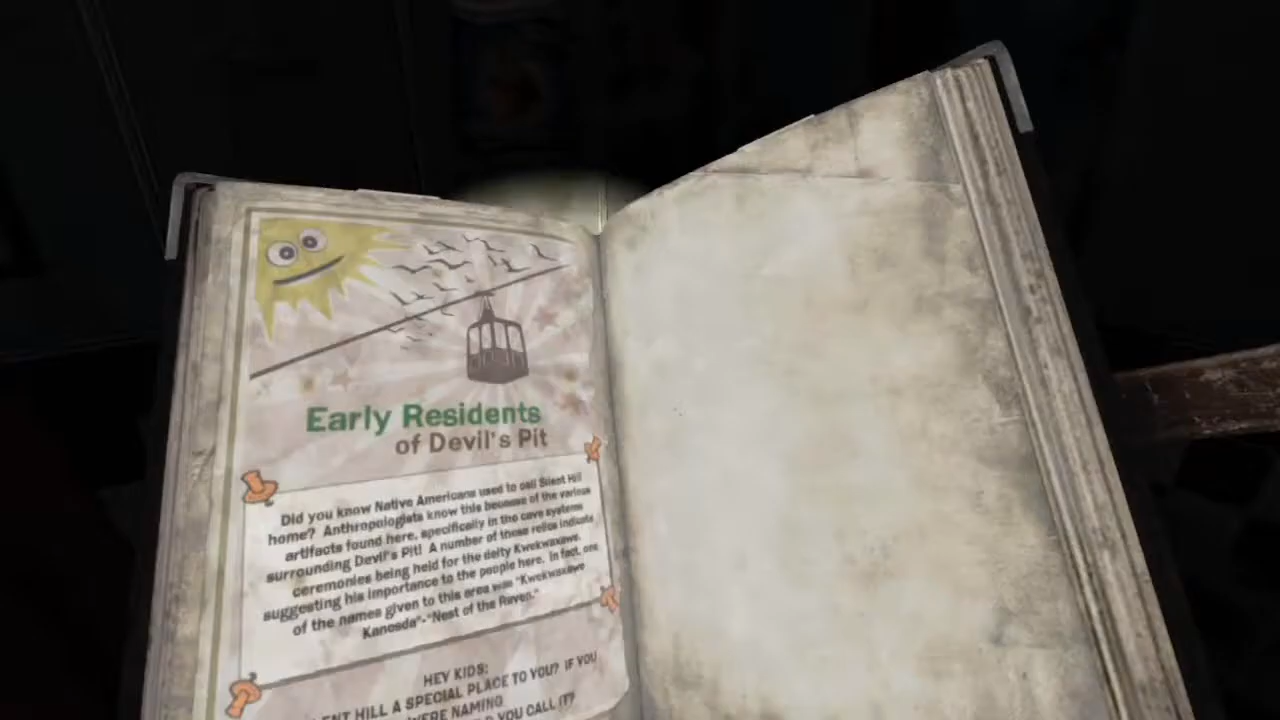 Early Residents
of Devil's Pit
Did you know Native Americans used to call Silent Hill
home? Anthropologists know this because of the various
artifacts found here, specifically in the cave systems
surrounding Devil's Pit! A number of these relics indicate
ceremonies being held for the deity Kwekwaxawe,
suggesting his importance to the people here. In fact, one
of the names given to this area was "Kwekwaxawe
Kanesda"-"Nest of the Raven."
HEY KIDS:
HILL A SPECIAL PLACE TO YOU? IF YOU
WERE NAMING
YOU CALL IT?